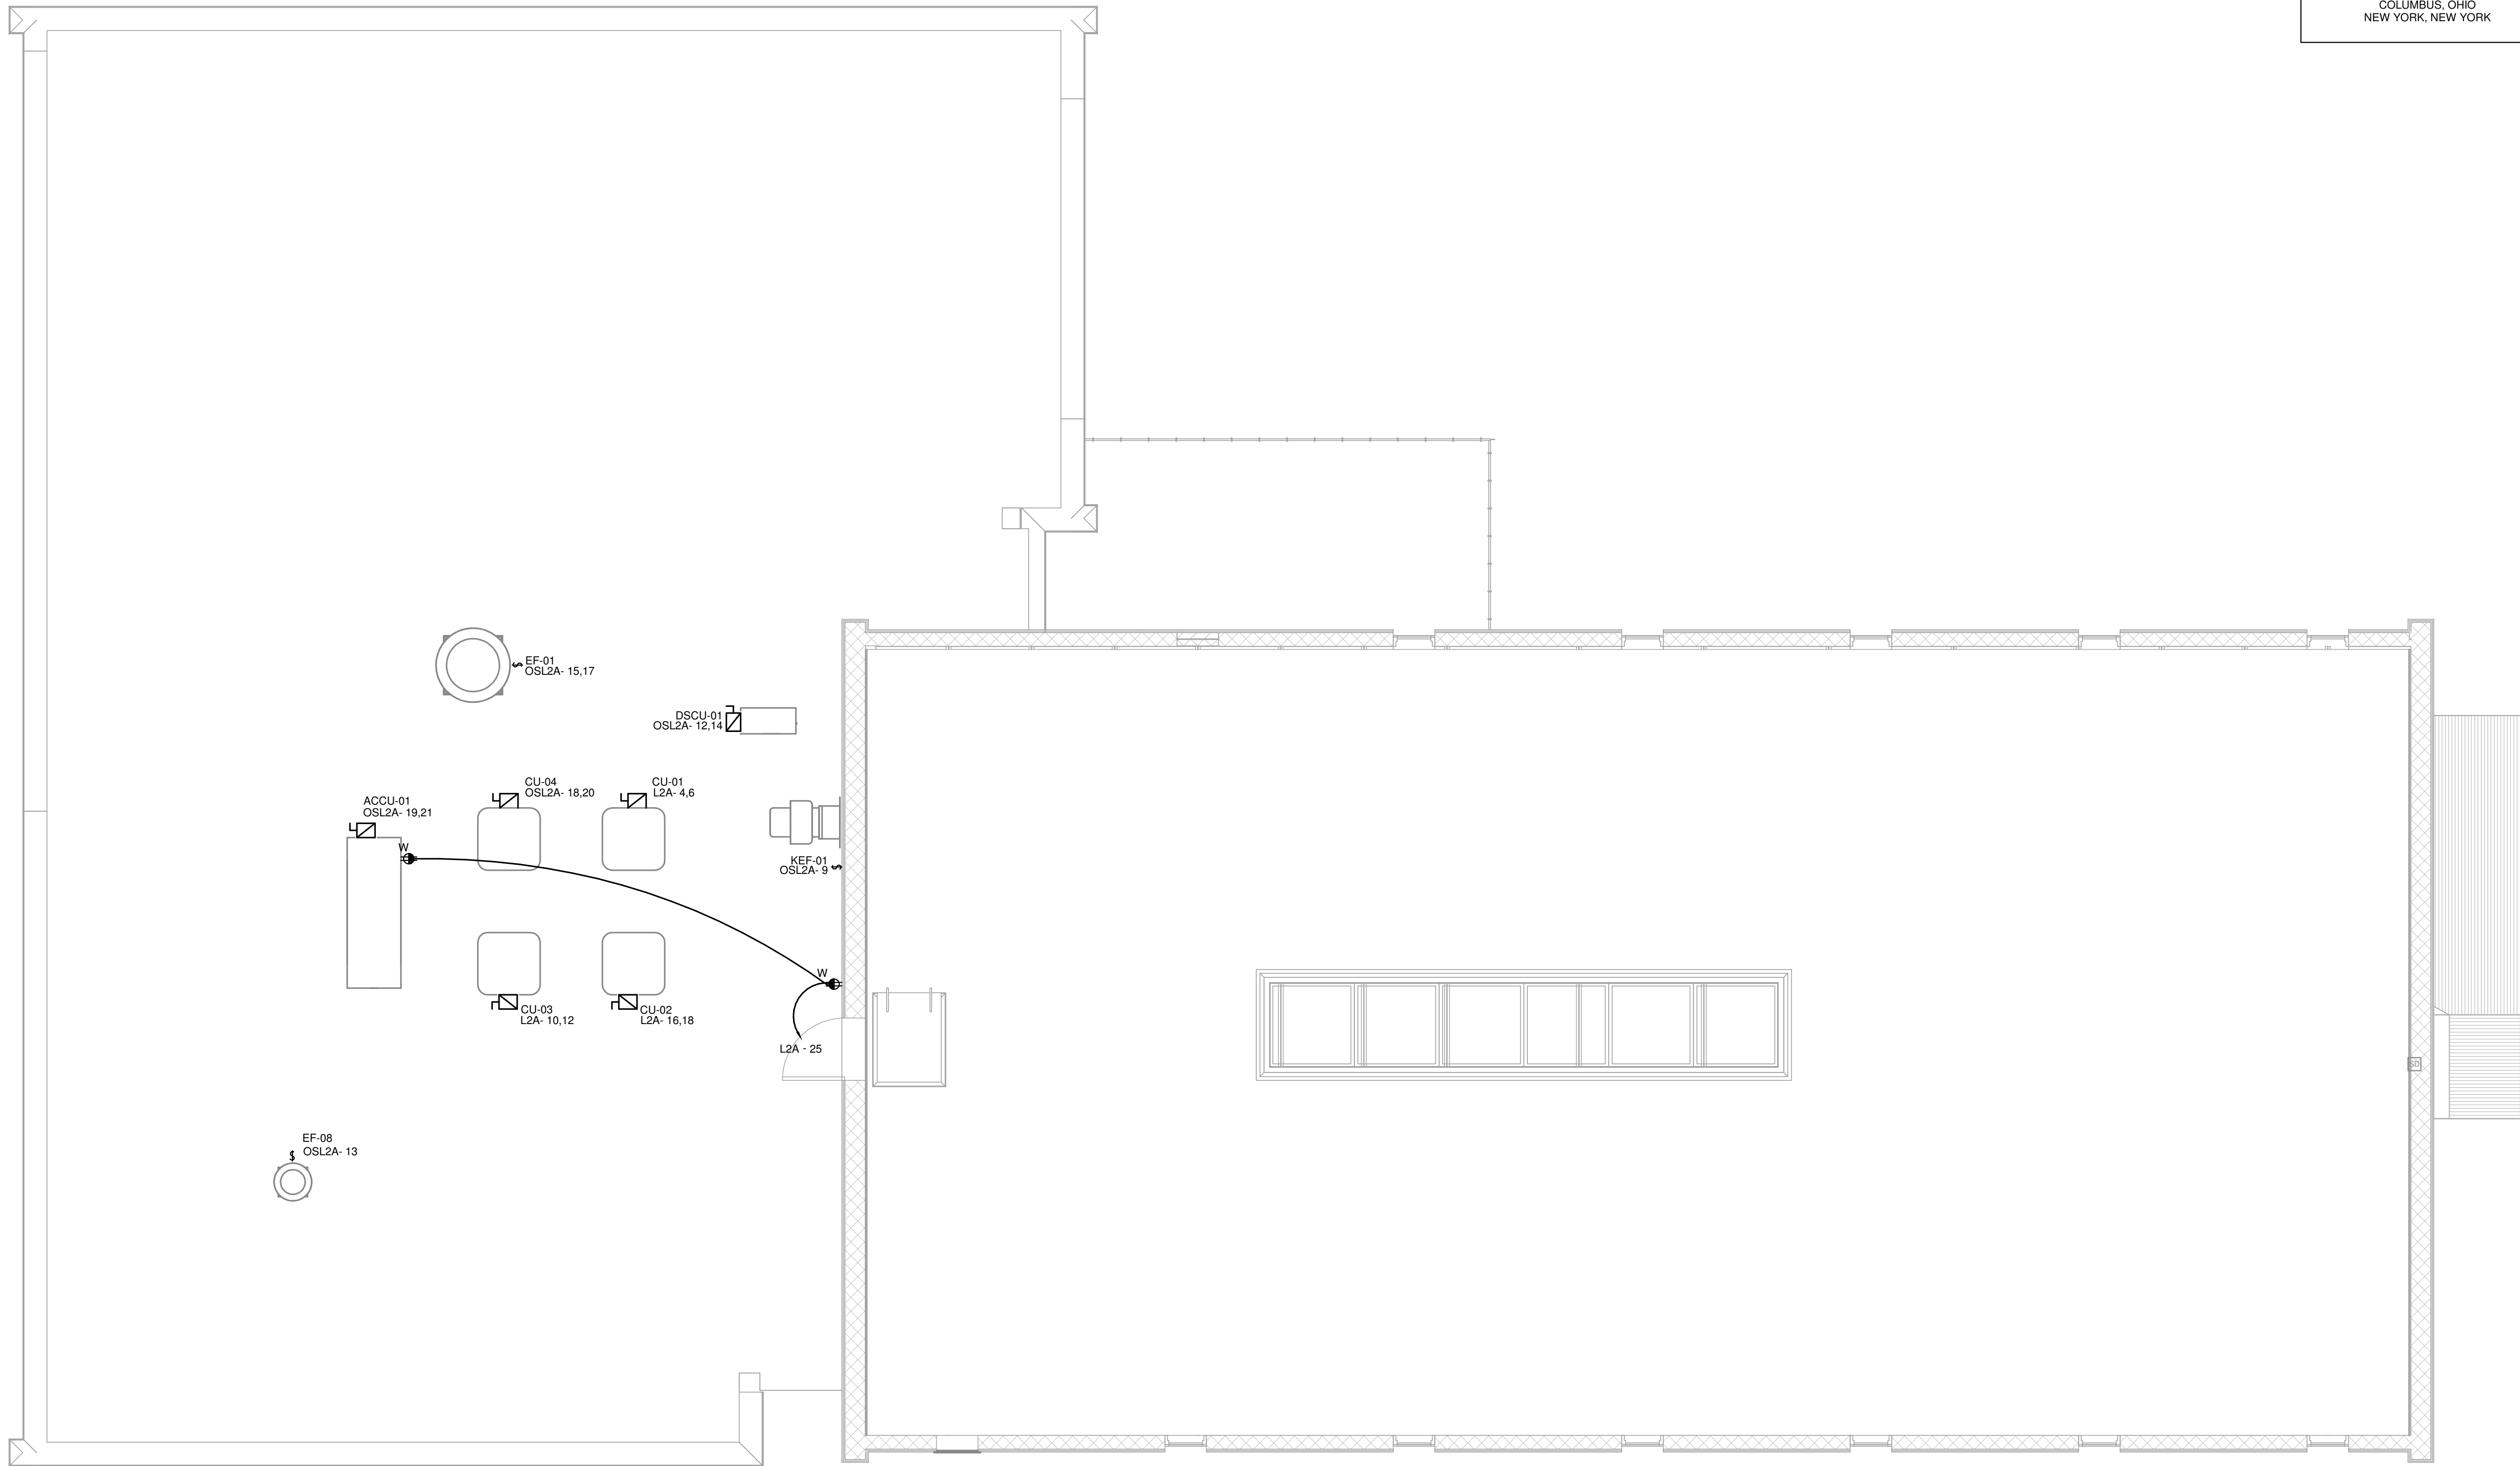 COLUMBUS, OHIO
NEW YORK, NEW YORK
EF-01
OSL2A- 15,17
DSCU-01
OSL2A- 12,14
CU-04
OSL2A- 18,20
CU-01
L2A- 4,6
ACCU-01
OSL2A- 19,21
W
KEF-01
OSL2A- 9
W
CU-03
L2A- 10,12
CU-02
L2A- 16,18
L2A - 25
SD
EF-08
OSL2A- 13